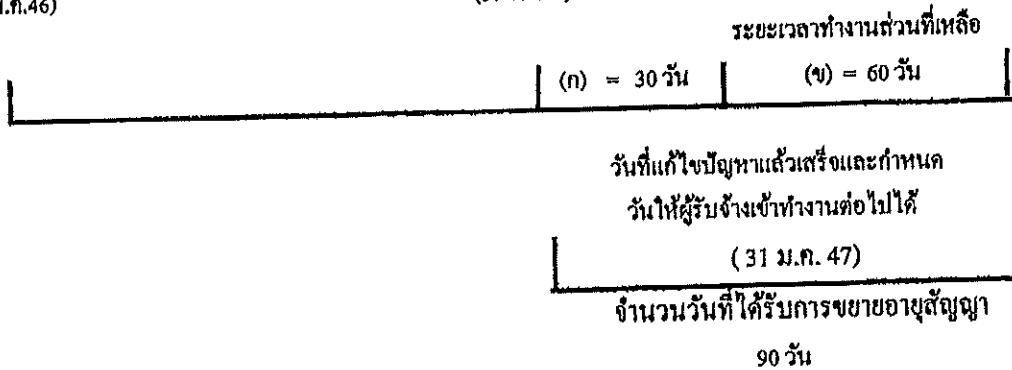 ระยะเวลาทำงานส่วนที่เหลือ
(ก) = 30 วัน (ข) = 60 วัน
วันที่แก้ไขปัญหาแล้วเสร็จและกำหนด
วันให้ผู้รับจ้างเข้าทำงานต่อไปได้
( 31 ม.ค. 47)
จำนวนวันที่ได้รับการขยายอายุสัญญา
90 วัน